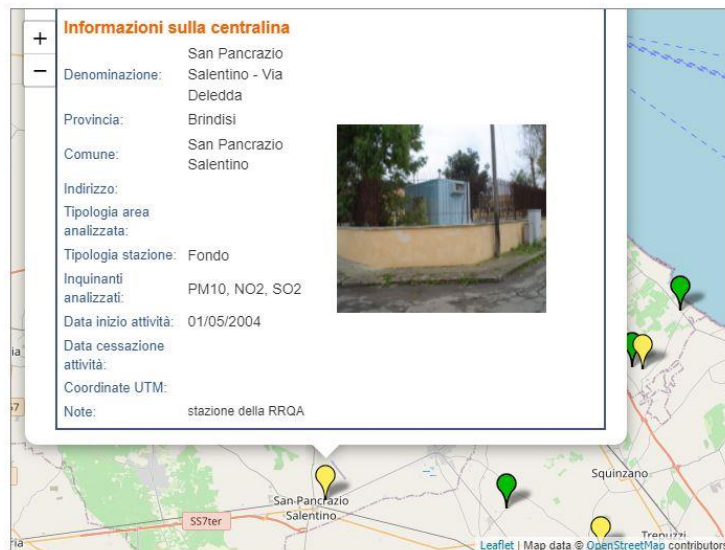 +
−
Informazioni sulla centralina
Denominazione:
San Pancrazio
Salentino - Via
Deledda
Provincia:
Brindisi
Comune:
San Pancrazio
Salentino
Indirizzo:
Tipologia area
analizzata:
Tipologia stazione:
Fondo
Inquinanti
analizzati:
PM10, NO2, SO2
Data inizio attività:
01/05/2004
Data cessazione
attività:
Coordinate UTM:
Note:
stazione della RRQA
Squinzano
San Pancrazio
Salentino
SS7ter
Trepuzzi
Leaflet | Map data © OpenStreetMap contributors